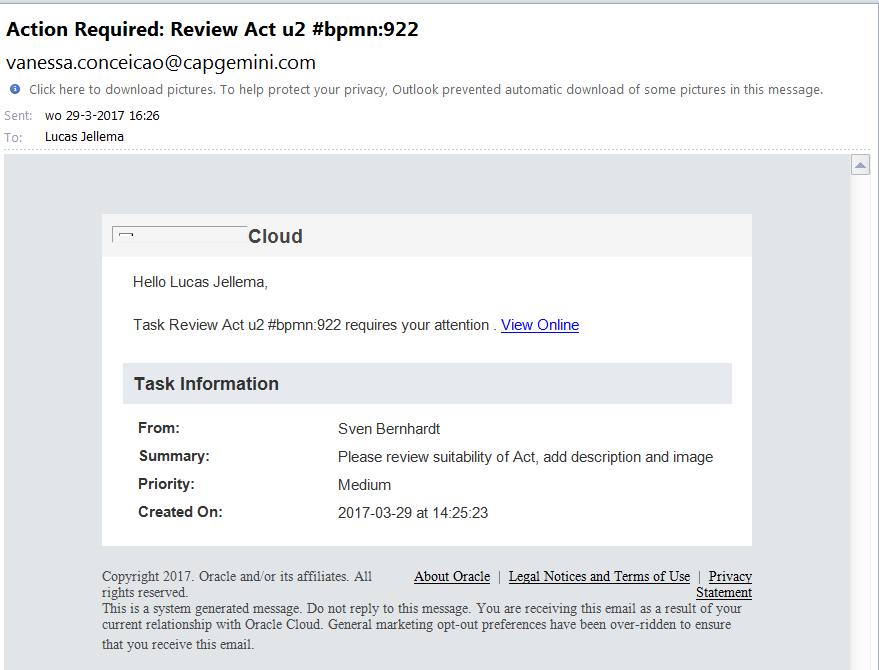 Action Required: Review Act u2 #bpmn:922
vanessa.conceicao@capgemini.com
Click here to download pictures. To help protect your privacy, Outlook prevented automatic download of some pictures in this message.
Sent: wo 29-3-2017 16:26
To: Lucas Jellema
Cloud
Hello Lucas Jellema,
Task Review Act u2 #bpmn:922 requires your attention . View Online
Task Information
From: Sven Bernhardt
Summary: Please review suitability of Act, add description and image
Priority: Medium
Created On: 2017-03-29 at 14:25:23
Copyright 2017. Oracle and/or its affiliates. All
rights reserved.
About Oracle | Legal Notices and Terms of Use | Privacy
Statement
This is a system generated message. Do not reply to this message. You are receiving this email as a result of your
current relationship with Oracle Cloud. General marketing opt-out preferences have been over-ridden to ensure
that you receive this email.